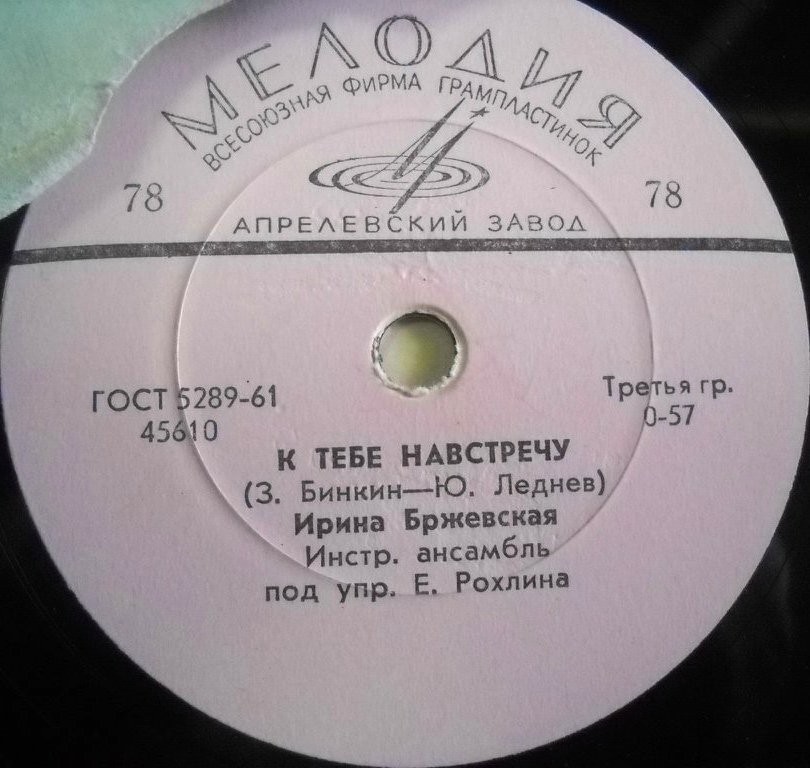 МЕЛОДИЯ
ВСЕСОЮЗНАЯ ФИРМА ГРАМПЛАСТИНОК
78 78
АПРЕЛЕВСКИЙ ЗАВОД
ГОСТ 5289-61
45610
Третья гр.
0-57
К ТЕБЕ НАВСТРЕЧУ
(З. Бинкин—Ю. Леднев)
Ирина Бржевская
Инстр. ансамбль
под упр. Е. Рохлина